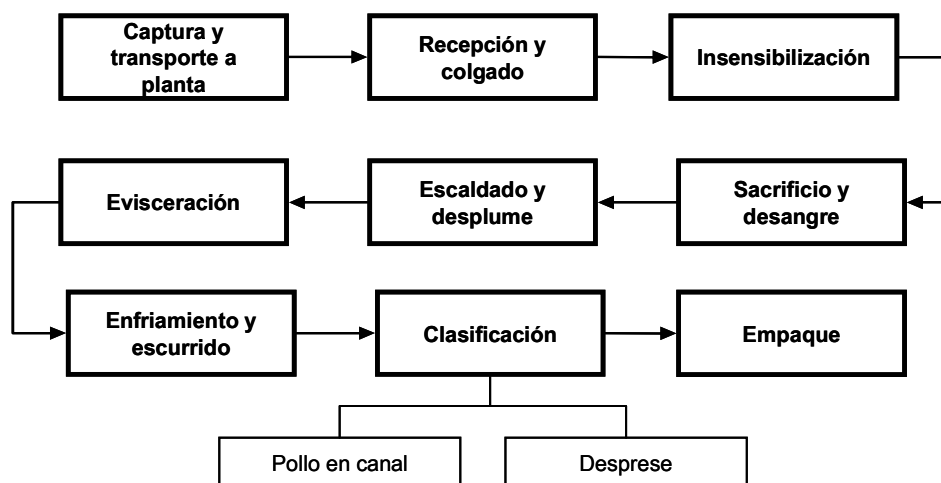 Captura y
transporte a
planta
Recepción y
colgado
Insensibilización
Evisceración
Escaldado y
desplume
Sacrificio y
desangre
Enfriamiento y
escurrido
Clasificación
Empaque
Pollo en canal
Desprese